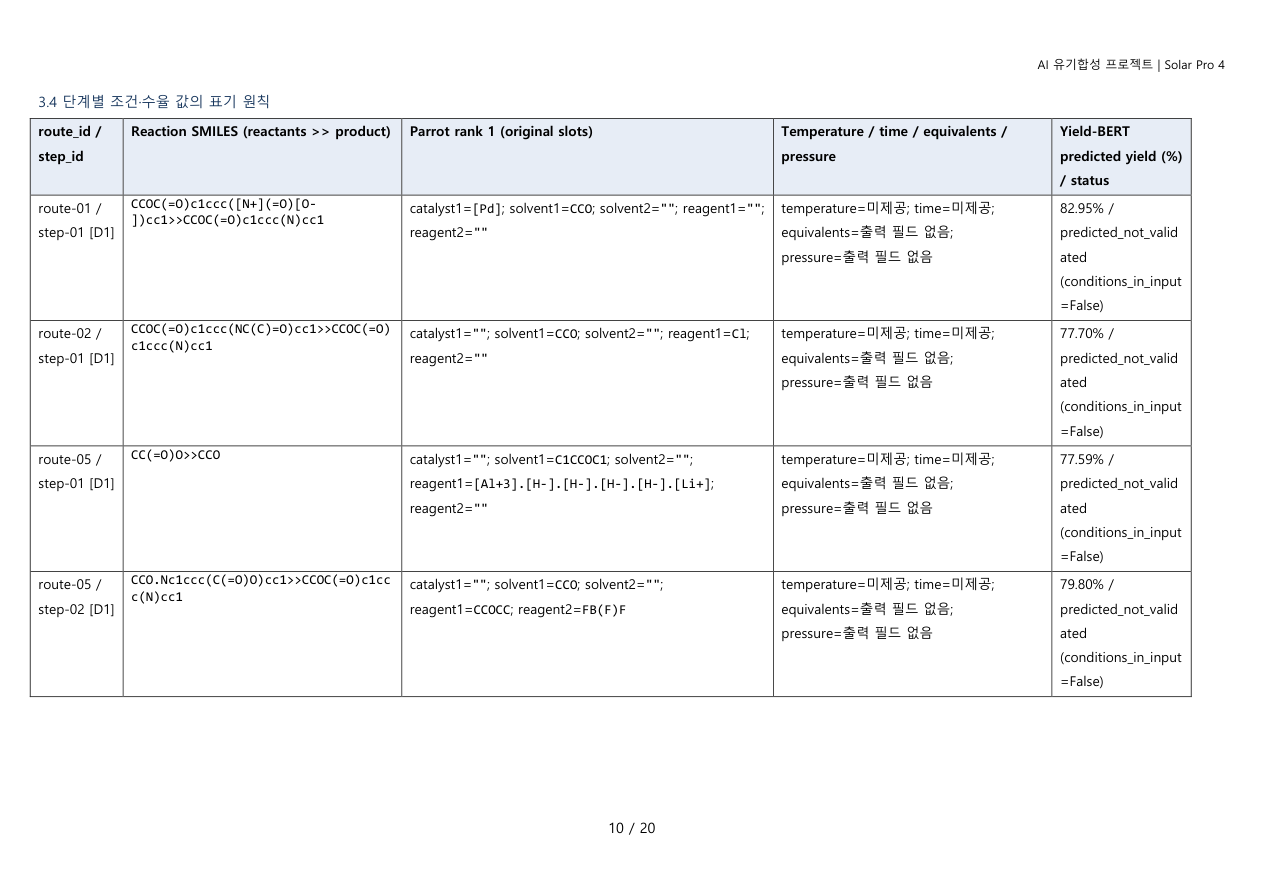 AI 유기합성 프로젝트 | Solar Pro 4
3.4 단계별 조건·수율 값의 표기 원칙
route_id /
step_id
Reaction SMILES (reactants >> product)
Parrot rank 1 (original slots)
Temperature / time / equivalents /
pressure
Yield-BERT
predicted yield (%)
/ status
route-01 /
step-01 [D1]
CCOC(=O)c1ccc([N+](=O)[O-
])cc1>>CCOC(=O)c1ccc(N)cc1
catalyst1=[Pd]; solvent1=CCO; solvent2=""; reagent1="";
reagent2=""
temperature=미제공; time=미제공;
equivalents=출력 필드 없음;
pressure=출력 필드 없음
82.95% /
predicted_not_valid
ated
(conditions_in_input
=False)
route-02 /
step-01 [D1]
CCOC(=O)c1ccc(NC(C)=O)cc1>>CCOC(=O)
c1ccc(N)cc1
catalyst1=""; solvent1=CCO; solvent2=""; reagent1=Cl;
reagent2=""
temperature=미제공; time=미제공;
equivalents=출력 필드 없음;
pressure=출력 필드 없음
77.70% /
predicted_not_valid
ated
(conditions_in_input
=False)
route-05 /
step-01 [D1]
CC(=O)O>>CCO
catalyst1=""; solvent1=C1CCOC1; solvent2="";
reagent1=[Al+3].[H-].[H-].[H-].[H-].[Li+];
reagent2=""
temperature=미제공; time=미제공;
equivalents=출력 필드 없음;
pressure=출력 필드 없음
77.59% /
predicted_not_valid
ated
(conditions_in_input
=False)
route-05 /
step-02 [D1]
CCO.Nc1ccc(C(=O)O)cc1>>CCOC(=O)c1cc
c(N)cc1
catalyst1=""; solvent1=CCO; solvent2="";
reagent1=CCOCC; reagent2=FB(F)F
temperature=미제공; time=미제공;
equivalents=출력 필드 없음;
pressure=출력 필드 없음
79.80% /
predicted_not_valid
ated
(conditions_in_input
=False)
10 / 20